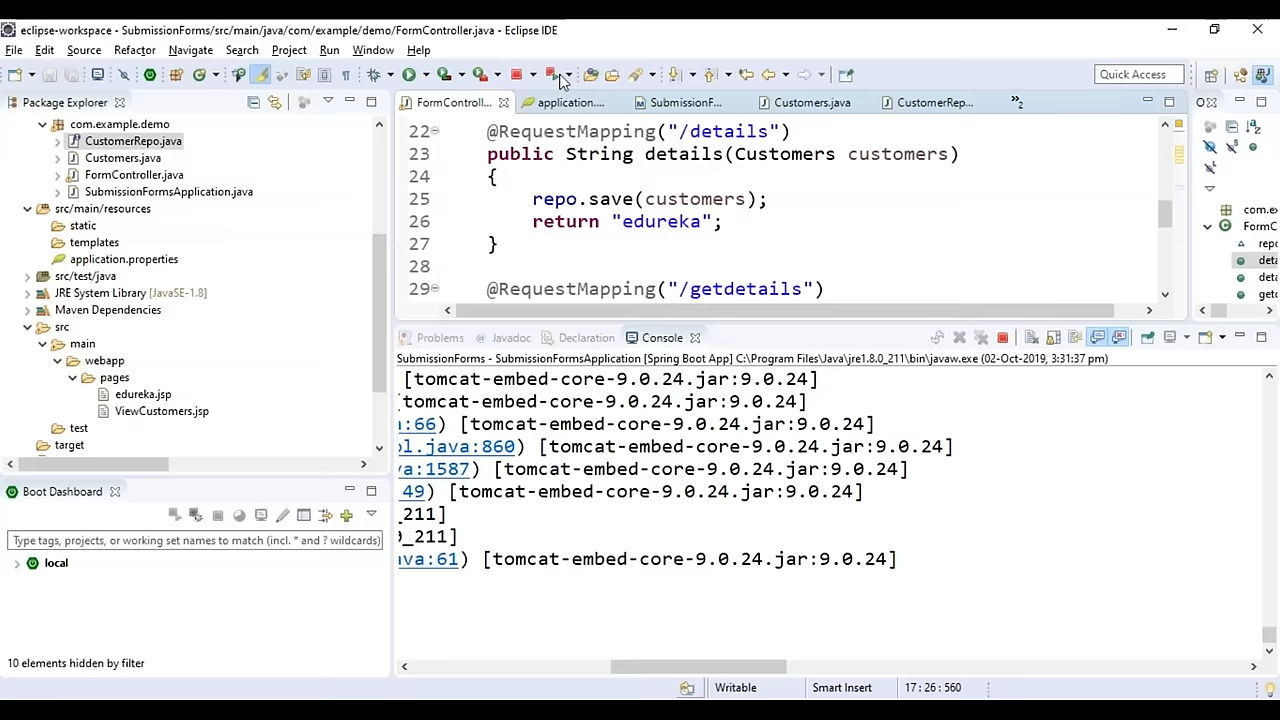 eclipse-workspace - SubmissionForms/src/main/java/com/example/demo/FormController.java - Eclipse IDE
File Edit Source Refactor Navigate Search Project Run Window Help
Quick Access
Package Explorer
com.example.demo
CustomerRepo.java
Customers.java
FormController.java
SubmissionFormsApplication.java
src/main/resources
static
templates
application.properties
src/test/java
JRE System Library [JavaSE-1.8]
Maven Dependencies
src
main
webapp
pages
edureka.jsp
ViewCustomers.jsp
test
target
Boot Dashboard
Type tags, projects, or working set names to match (incl. * and ? wildcards)
local
10 elements hidden by filter
FormControll... application.... SubmissionF... Customers.java CustomerRep... »2
22 @RequestMapping("/details")
23 public String details(Customers customers)
24 {
25 repo.save(customers);
26 return "edureka";
27 }
28
29 @RequestMapping("/getdetails")
Problems Javadoc Declaration Console
SubmissionForms - SubmissionFormsApplication [Spring Boot App] C:\Program Files\Java\jre1.8.0_211\bin\javaw.exe (02-Oct-2019, 3:31:37 pm)
[tomcat-embed-core-9.0.24.jar:9.0.24]
[tomcat-embed-core-9.0.24.jar:9.0.24]
a:66) [tomcat-embed-core-9.0.24.jar:9.0.24]
ol.java:860) [tomcat-embed-core-9.0.24.jar:9.0.24]
va:1587) [tomcat-embed-core-9.0.24.jar:9.0.24]
49) [tomcat-embed-core-9.0.24.jar:9.0.24]
_211]
0_211]
ava:61) [tomcat-embed-core-9.0.24.jar:9.0.24]
com.e
FormC
repo
deta
deta
getc
Writable Smart Insert 17 : 26 : 560